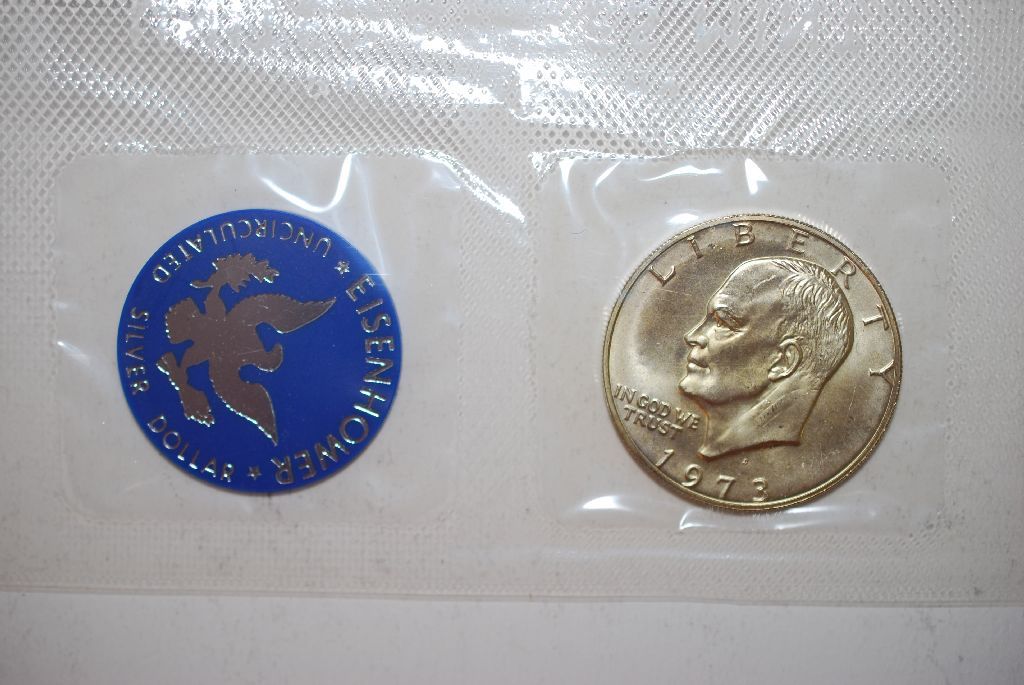 EISENHOWER
UNCIRCULATED SILVER DOLLAR
LIBERTY
IN GOD WE
TRUST
1973